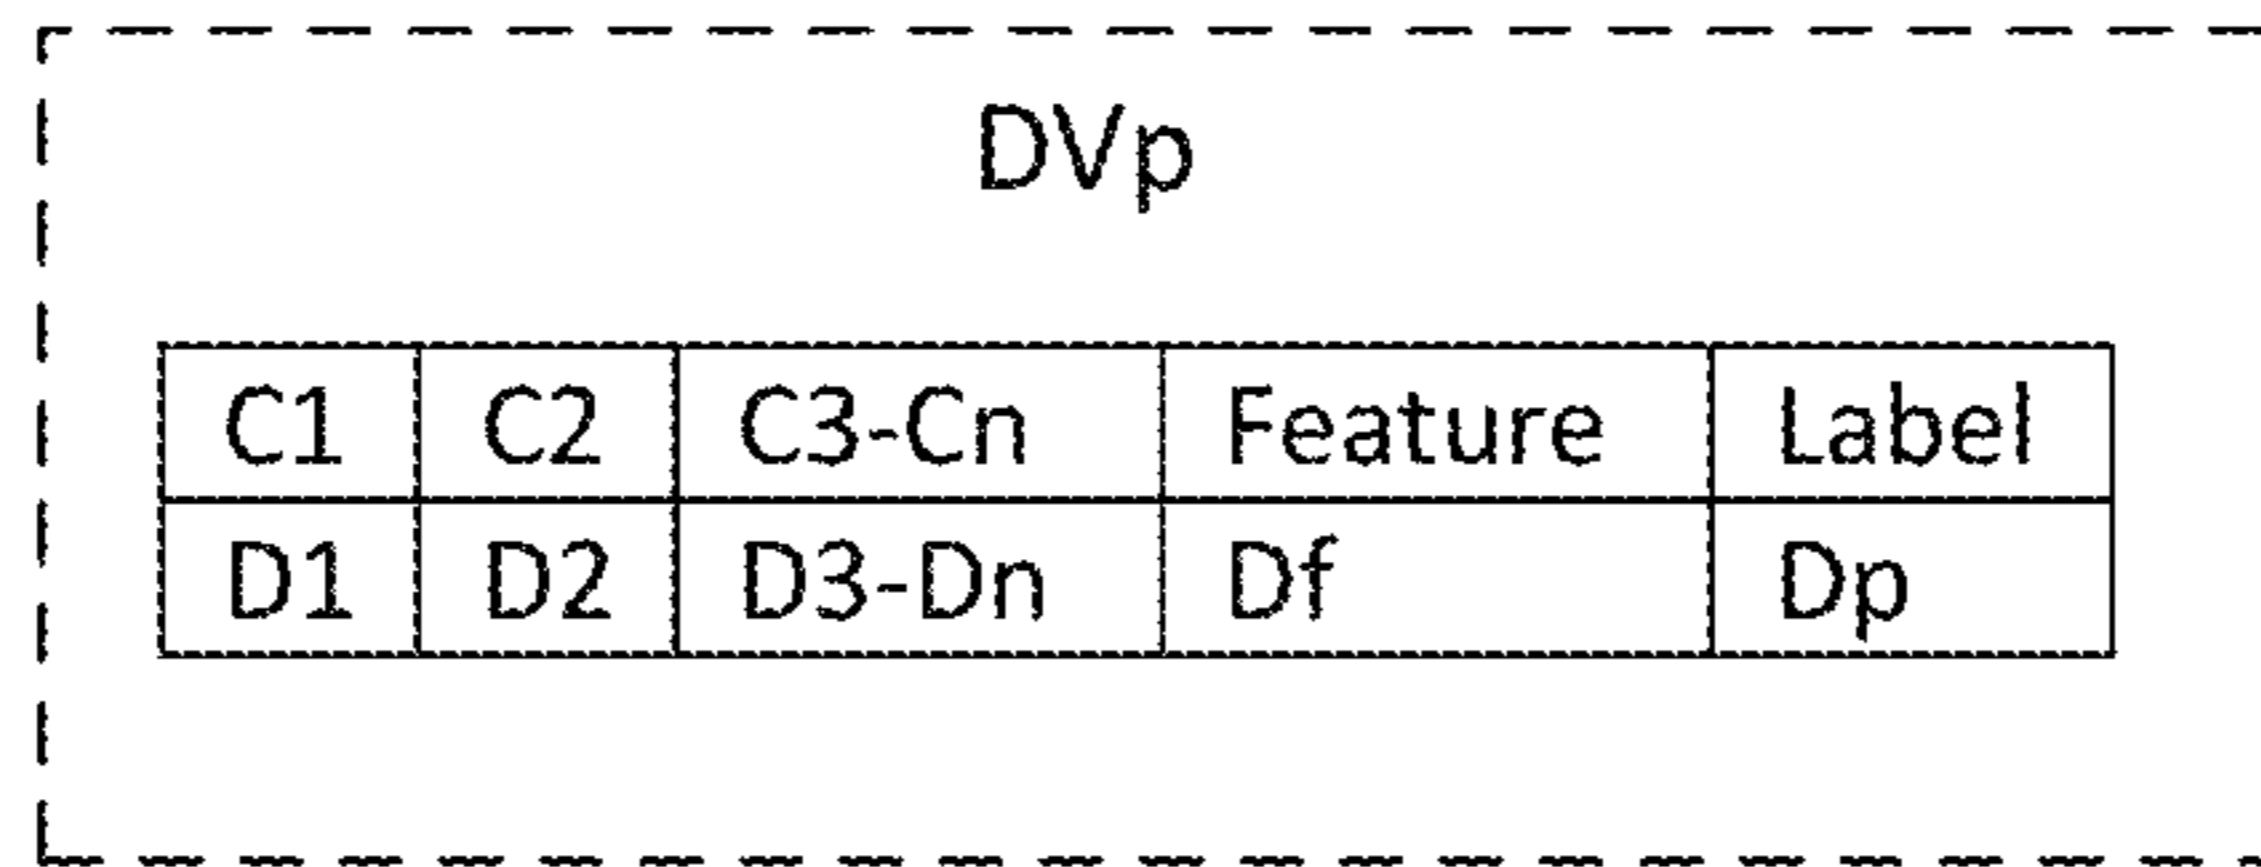 DVp
C1 C2 C3-Cn Feature Label
D1 D2 D3-Dn Df Dp